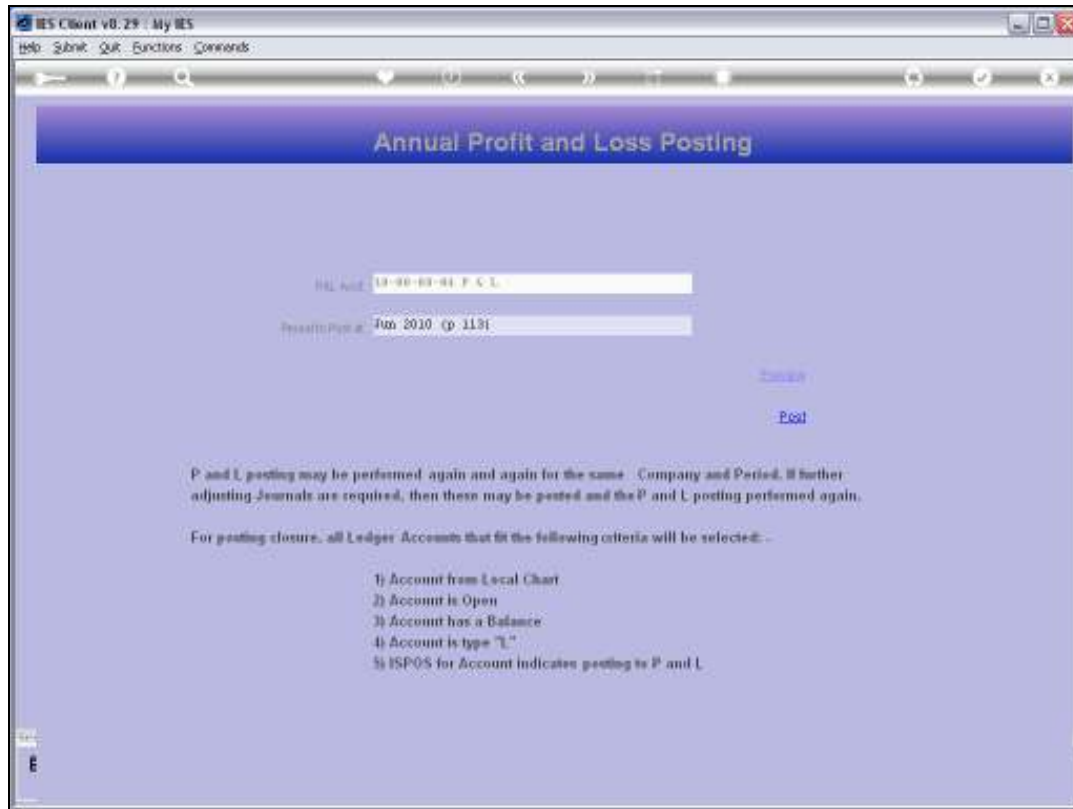 IES Client v8.29 : My IES
Help Submit Quit Functions Commands
Annual Profit and Loss Posting
P&L Acct
P & L
Jun 2010 (p 113)
Preview
Post
P and L posting may be performed again and again for the same Company and Period. If further
adjusting Journals are required, then these may be posted and the P and L posting performed again.
For posting closure, all Ledger Accounts that fit the following criteria will be selected: -
1) Account from Local Chart
2) Account is Open
3) Account has a Balance
4) Account is type "L"
5) ISPOS for Account indicates posting to P and L